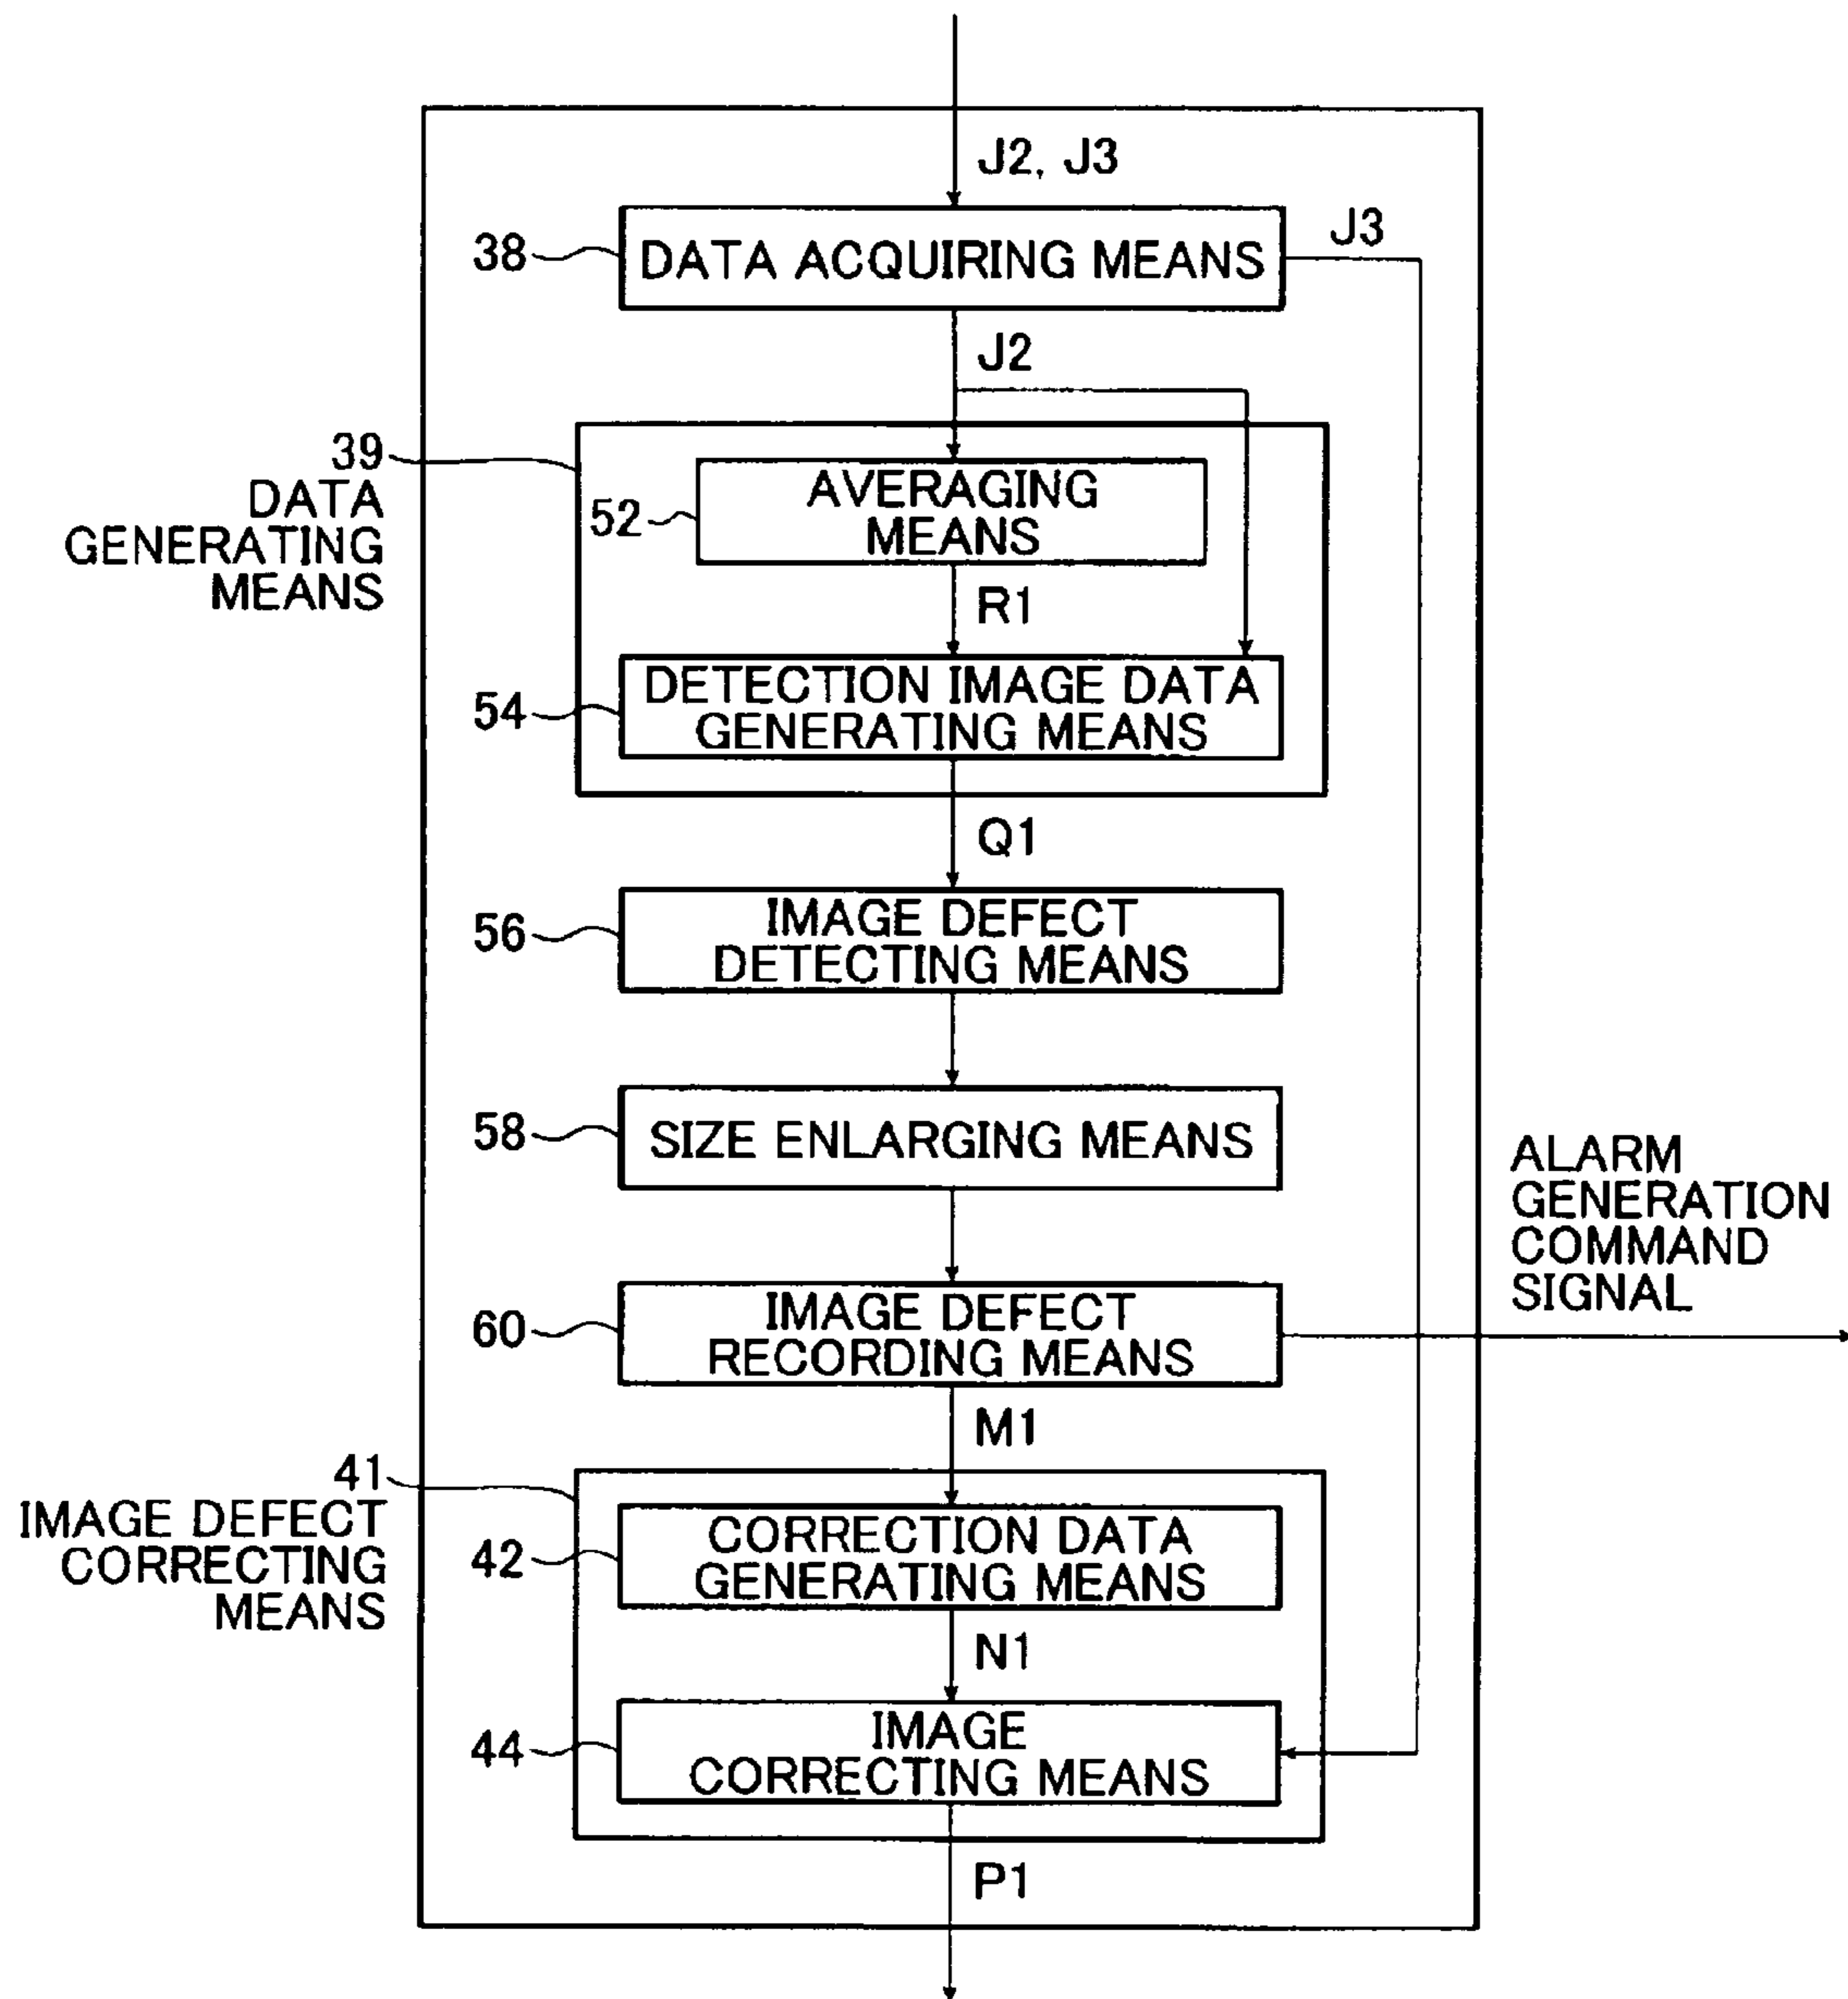 J2, J3
38
DATA ACQUIRING MEANS
J3
J2
39
DATA
GENERATING
MEANS
52
AVERAGING
MEANS
R1
54
DETECTION IMAGE DATA
GENERATING MEANS
Q1
56
IMAGE DEFECT
DETECTING MEANS
58
SIZE ENLARGING MEANS
ALARM
GENERATION
COMMAND
SIGNAL
60
IMAGE DEFECT
RECORDING MEANS
M1
41
IMAGE DEFECT
CORRECTING
MEANS
42
CORRECTION DATA
GENERATING MEANS
N1
44
IMAGE
CORRECTING MEANS
P1